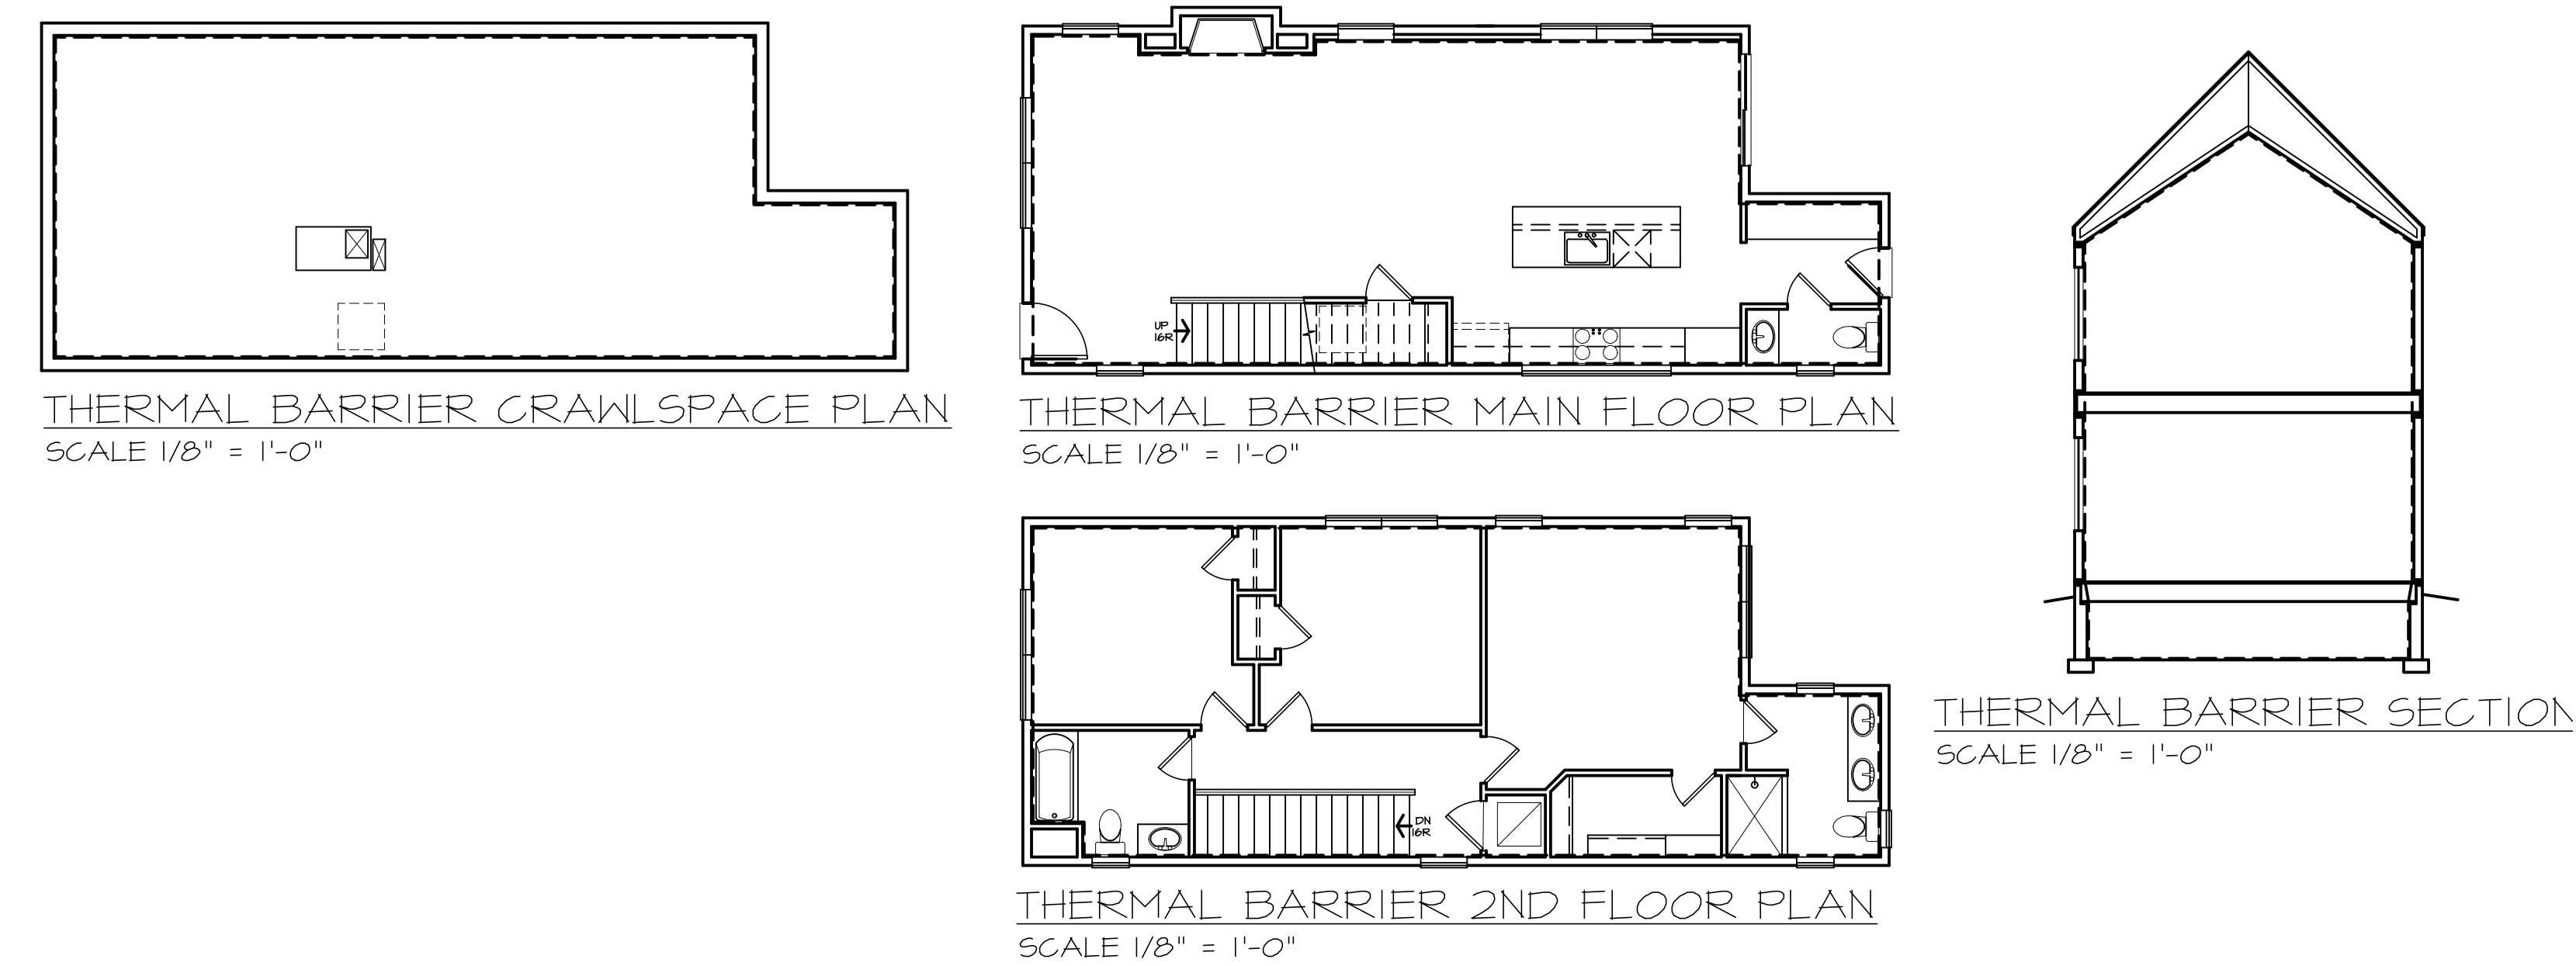 UP
16R
THERMAL BARRIER CRAWLSPACE PLAN
SCALE 1/8" = 1'-0"
THERMAL BARRIER MAIN FLOOR PLAN
SCALE 1/8" = 1'-0"
DN
16R
THERMAL BARRIER 2ND FLOOR PLAN
SCALE 1/8" = 1'-0"
THERMAL BARRIER SECTION
SCALE 1/8" = 1'-0"